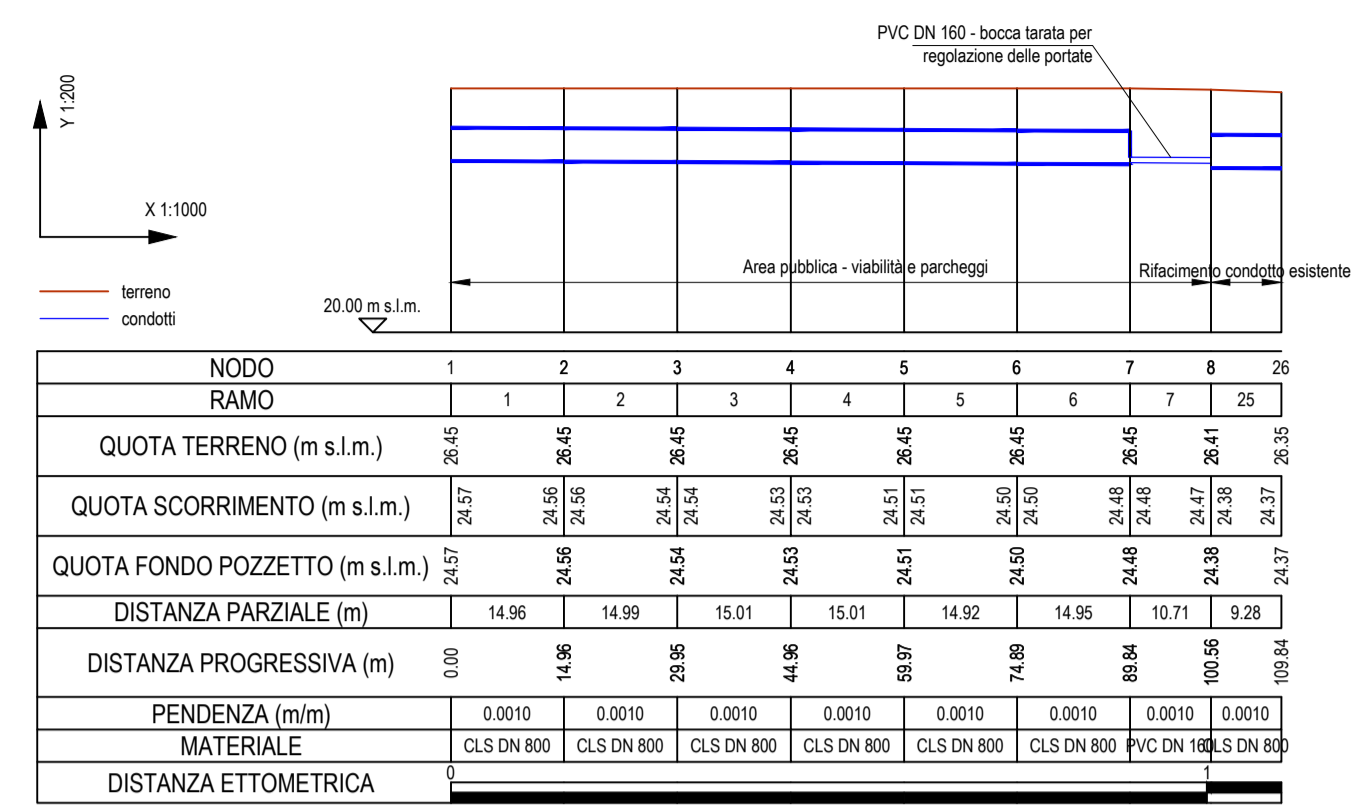 PVC DN 160 - bocca tarata per
regolazione delle portate
Y 1:200
X 1:1000
terreno
condotti
20.00 m s.l.m.
Area pubblica - viabilità e parcheggi
Rifacimento condotto esistente
NODO 1 2 3 4 5 6 7 8 26
RAMO 1 2 3 4 5 6 7 25
QUOTA TERRENO (m s.l.m.) 26.45 26.45 26.45 26.45 26.45 26.45 26.45 26.41 26.35
QUOTA SCORRIMENTO (m s.l.m.) 24.57 24.56 24.56 24.54 24.54 24.53 24.53 24.51 24.51 24.50 24.50 24.48 24.48 24.47 24.38 24.37
QUOTA FONDO POZZETTO (m s.l.m.) 24.57 24.56 24.54 24.53 24.51 24.50 24.48 24.38 24.37
DISTANZA PARZIALE (m) 14.96 14.99 15.01 15.01 14.92 14.95 10.71 9.28
DISTANZA PROGRESSIVA (m) 0.00 14.96 29.95 44.96 59.97 74.89 89.84 100.56 109.84
PENDENZA (m/m) 0.0010 0.0010 0.0010 0.0010 0.0010 0.0010 0.0010 0.0010
MATERIALE CLS DN 800 CLS DN 800 CLS DN 800 CLS DN 800 CLS DN 800 CLS DN 800 PVC DN 160 CLS DN 800
DISTANZA ETTOMETRICA 0 1